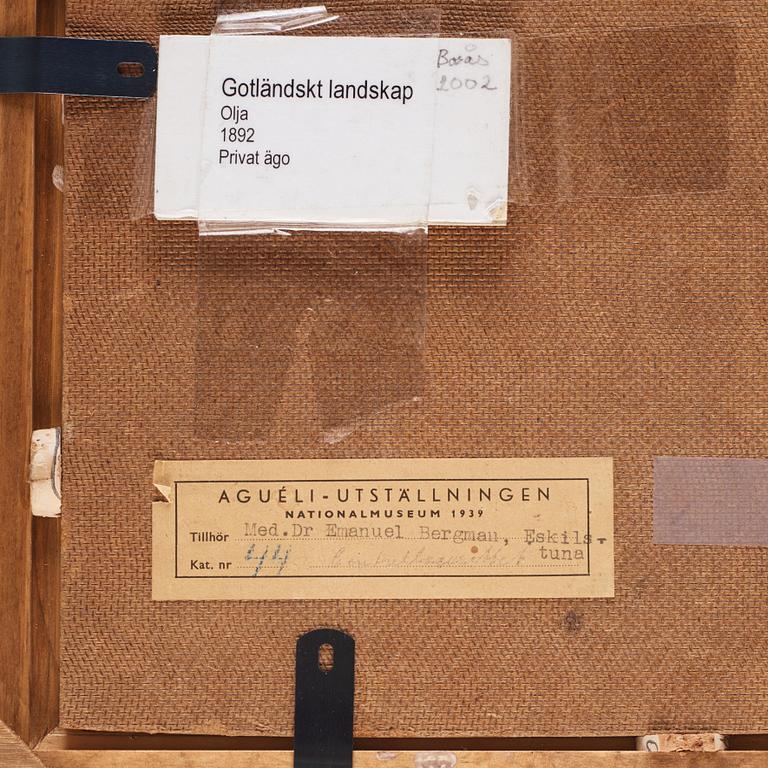 Gotländskt landskap
Olja
1892
Privat ägo
Borås
2002
AGUÉLI-UTSTÄLLNINGEN
NATIONALMUSEUM 1939
Tillhör Med.Dr Emanuel Bergman, Eskils-
tuna
Kat. nr 44